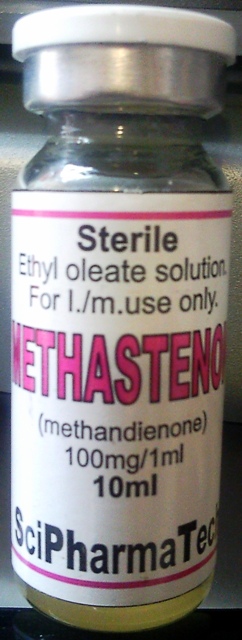 Sterile
Ethyl oleate solution.
For I./m.use only.
METHASTENO
(methandienone)
100mg/1ml
10ml
SciPharmaTec